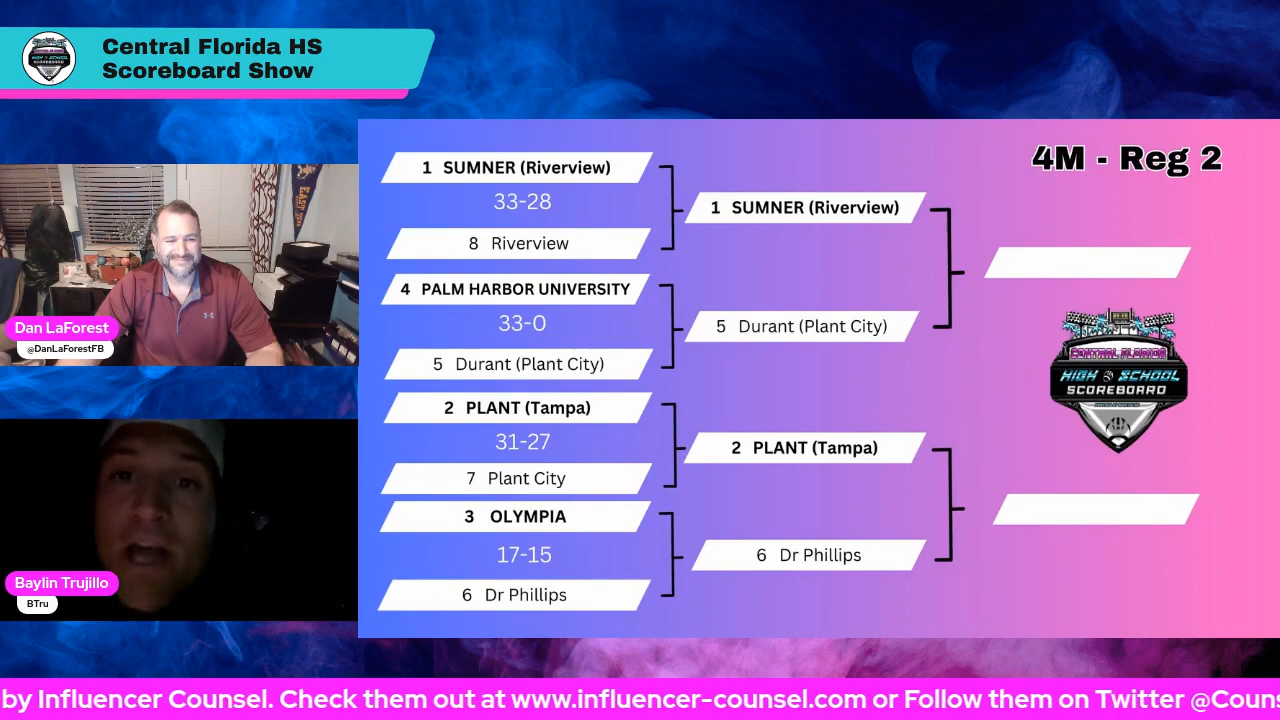 Central Florida HS
Scoreboard Show
4M - Reg 2
1 SUMNER (Riverview)
33-28
8 Riverview
4 PALM HARBOR UNIVERSITY
33-0
5 Durant (Plant City)
2 PLANT (Tampa)
31-27
7 Plant City
3 OLYMPIA
17-15
6 Dr Phillips
1 SUMNER (Riverview)
5 Durant (Plant City)
2 PLANT (Tampa)
6 Dr Phillips
CENTRAL FLORIDA
HIGH SCHOOL
SCOREBOARD
Dan LaForest
@DanLaForestFB
Baylin Trujillo
BTru
by Influencer Counsel. Check them out at www.influencer-counsel.com or Follow them on Twitter @Couns